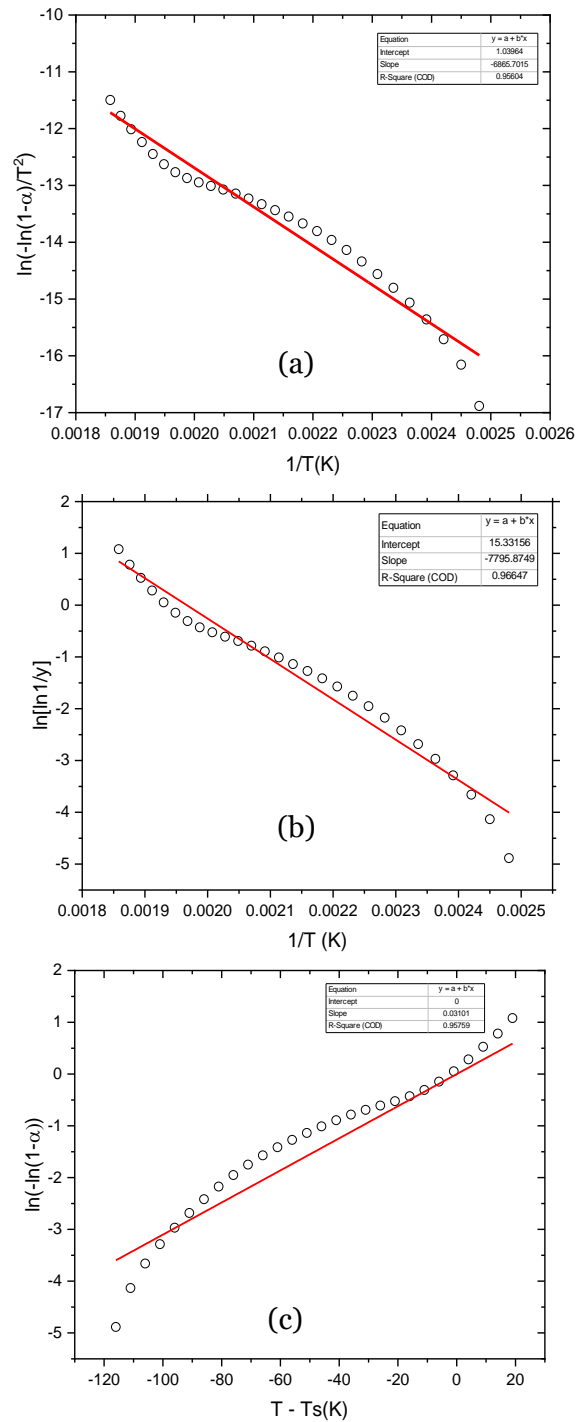 Equation y = a + b*x
Intercept 1.03964
Slope -6865.7015
R-Square (COD) 0.95604
-10
-11
-12
-13
-14
-15
-16
-17
ln(-ln(1-α)/T²)
(a)
0.0018 0.0019 0.0020 0.0021 0.0022 0.0023 0.0024 0.0025 0.0026
1/T(K)
Equation y = a + b*x
Intercept 15.33156
Slope -7795.8749
R-Square (COD) 0.96647
2
1
0
-1
-2
-3
-4
-5
ln[ln1/y]
(b)
0.0018 0.0019 0.0020 0.0021 0.0022 0.0023 0.0024 0.0025
1/T (K)
Equation y = a + b*x
Intercept 0
Slope 0.03101
R-Square (COD) 0.95759
2
1
0
-1
-2
-3
-4
-5
ln(-ln(1-α))
(c)
-120 -100 -80 -60 -40 -20 0 20
T - Ts(K)